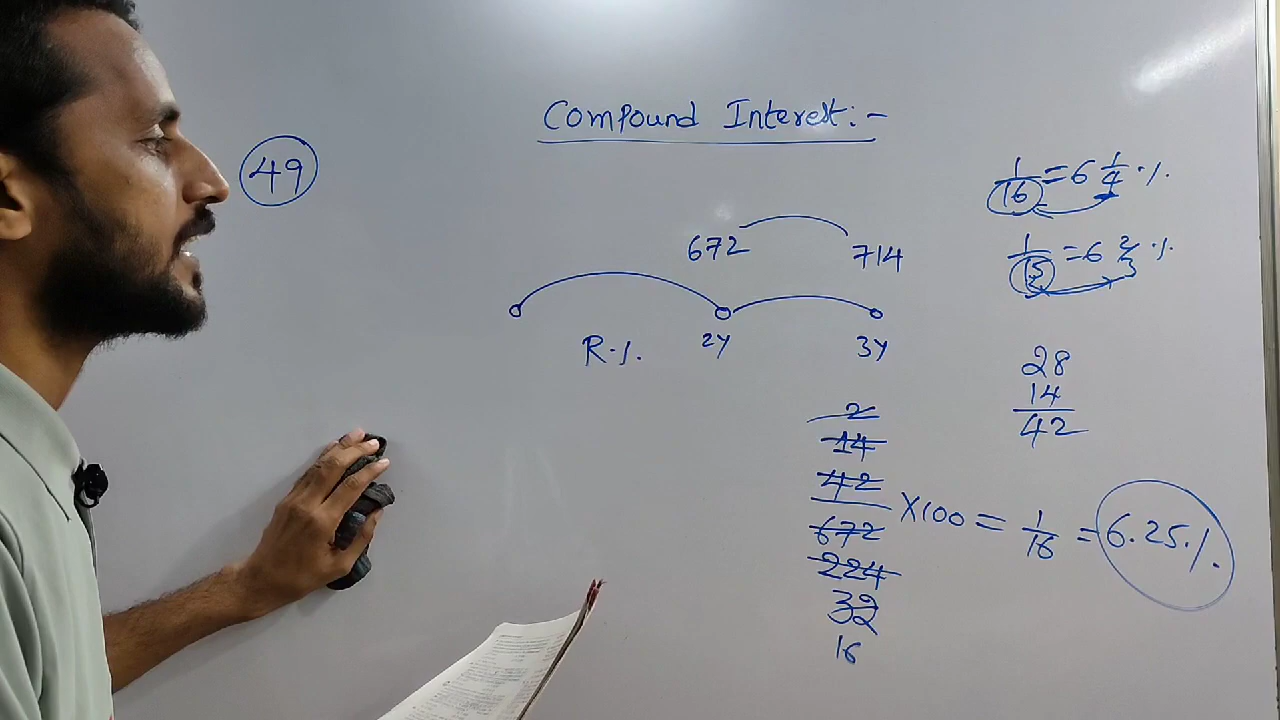 Compound Interest:-
49
1/16 = 6 1/4 %
1/15 = 6 2/3 %
672 714
2Y 3Y
R.%.
28
14
42
2
14
42
672 X100 = 1/16 = 6.25%.
224
32
16